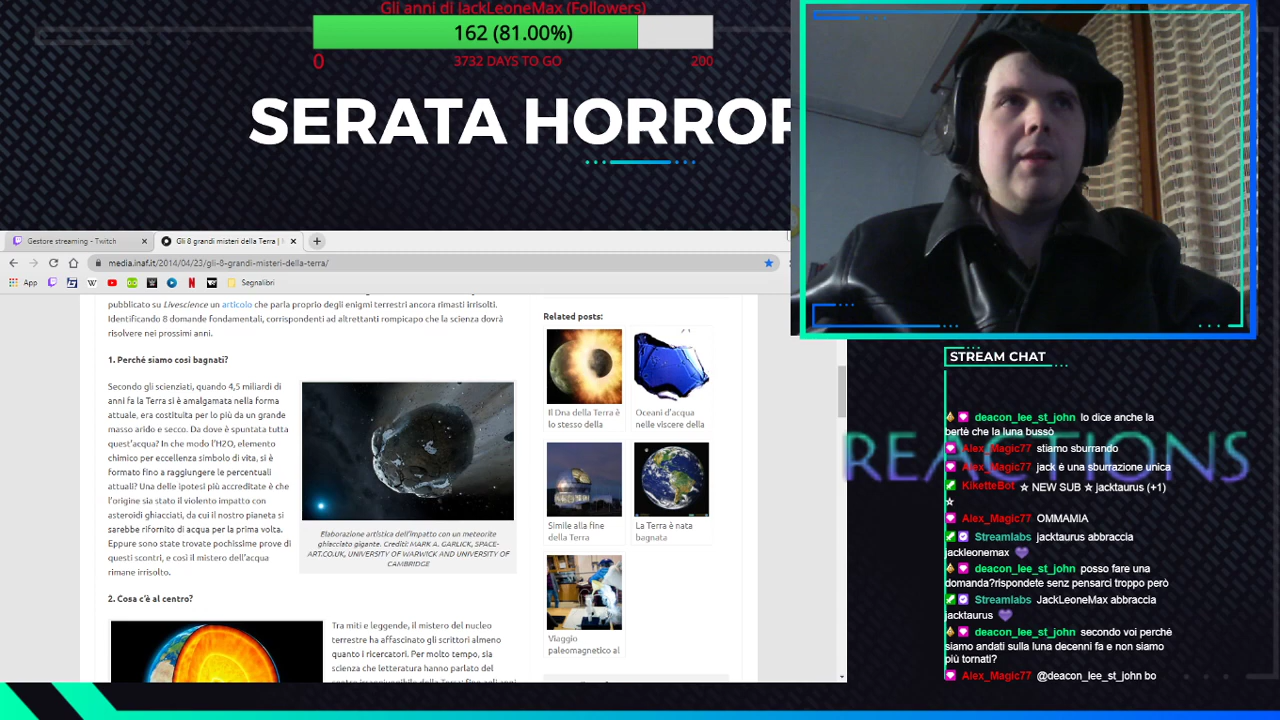 Gli anni di JackLeoneMax (Followers)
162 (81.00%)
0
3732 DAYS TO GO
200
SERATA HORROR
Gestore streaming - Twitch
Gli 8 grandi misteri della Terra |
media.inaf.it/2014/04/23/gli-8-grandi-misteri-della-terra/
App
Segnalibri
pubblicato su Livescience un articolo che parla proprio degli enigmi terrestri ancora rimasti irrisolti.
Identificando 8 domande fondamentali, corrispondenti ad altrettanti rompicapo che la scienza dovrà
risolvere nei prossimi anni.
1. Perché siamo così bagnati?
Secondo gli scienziati, quando 4,5 miliardi di
anni fa la Terra si è amalgamata nella forma
attuale, era costituita per lo più da un grande
masso arido e secco. Da dove è spuntata tutta
quest'acqua? In che modo l'H2O, elemento
chimico per eccellenza simbolo di vita, si è
formato fino a raggiungere le percentuali
attuali? Una delle ipotesi più accreditate è che
l'origine sia stato il violento impatto con
asteroidi ghiacciati, da cui il nostro pianeta si
sarebbe rifornito di acqua per la prima volta.
Eppure sono state trovate pochissime prove di
questi scontri, e così il mistero dell'acqua
rimane irrisolto.
Elaborazione artistica dell'impatto con un meteorite
ghiacciato gigante. Crediti: MARK A. GARLICK, SPACE-
ART.CO.UK, UNIVERSITY OF WARWICK AND UNIVERSITY OF
CAMBRIDGE
2. Cosa c'è al centro?
Tra miti e leggende, il mistero del nucleo
terrestre ha affascinato gli scrittori almeno
quanto i ricercatori. Per molto tempo, sia
scienza che letteratura hanno parlato del
Related posts:
Il Dna della Terra è
lo stesso della
Oceani d'acqua
nelle viscere della
Simile alla fine
della Terra
La Terra è nata
bagnata
Viaggio
paleomagnetico al
REACTIONS
STREAM CHAT
deacon_lee_st_john lo dice anche la
bertè che la luna bussò
Alex_Magic77 stiamo sburrando
Alex_Magic77 jack é una sburrazione unica
KiketteBot ☆ NEW SUB ☆ jacktaurus (+1)
☆
Alex_Magic77 OMMAMIA
Streamlabs jacktaurus abbraccia
jackleonemax
deacon_lee_st_john posso fare una
domanda?rispondete senz pensarci troppo però
Streamlabs JackLeoneMax abbraccia
jacktaurus
deacon_lee_st_john secondo voi perché
siamo andati sulla luna decenni fa e non siamo
più tornati?
Alex_Magic77 @deacon_lee_st_john bo